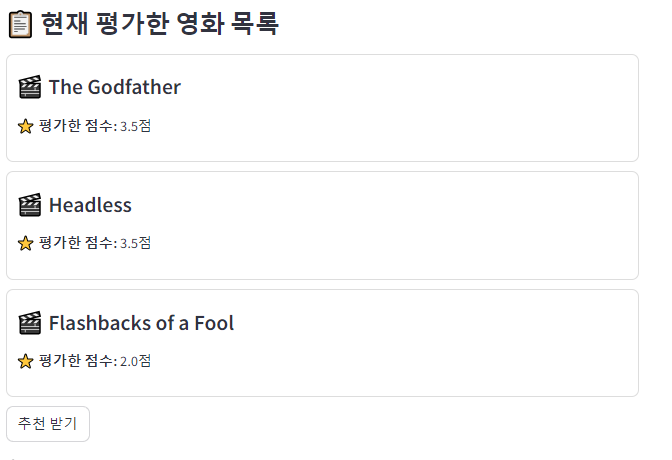 현재 평가한 영화 목록
The Godfather
평가한 점수: 3.5점
Headless
평가한 점수: 3.5점
Flashbacks of a Fool
평가한 점수: 2.0점
추천 받기